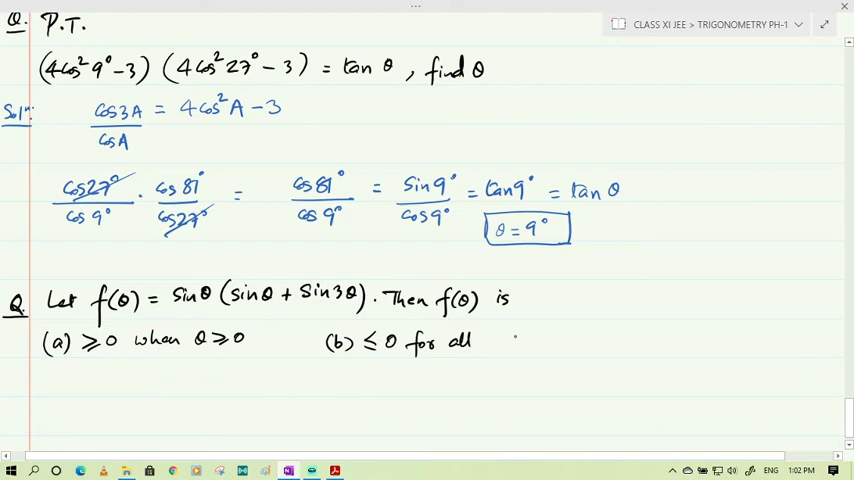 CLASS XI JEE > TRIGONOMETRY PH-1
Q. P.T.
(4cos²9° - 3) (4cos²27° - 3) = tan θ, find θ
Solⁿ: cos3A/cosA = 4cos²A - 3
cos27°/cos9° . cos81°/cos27° = cos81°/cos9° = sin9°/cos9° = tan9° = tan θ
θ = 9°
Q. Let f(θ) = sinθ (sinθ + sin3θ). Then f(θ) is
(a) ≥ 0 when θ ≥ 0 (b) ≤ 0 for all
ENG 1:02 PM